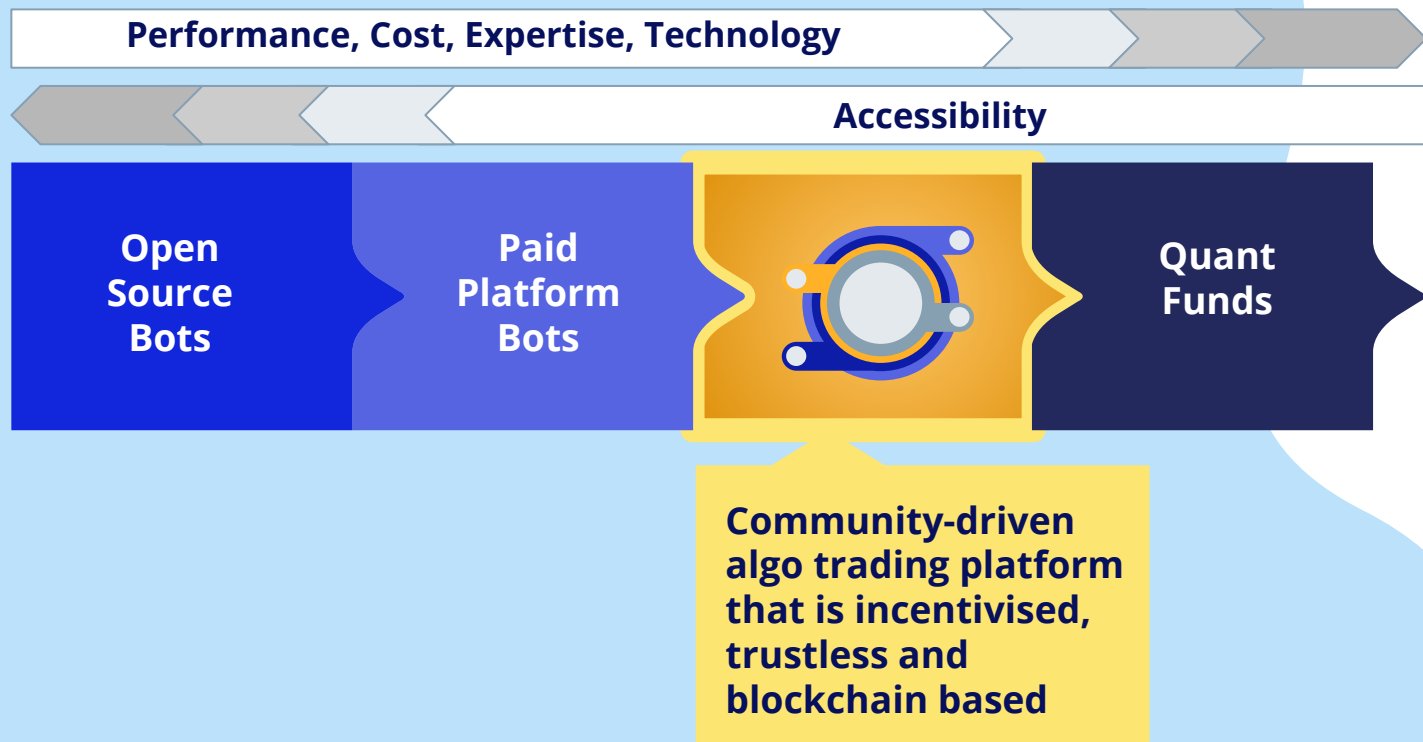 Performance, Cost, Expertise, Technology
Accessibility
Open
Source
Bots
Paid
Platform
Bots
Quant
Funds
Community-driven
algo trading platform
that is incentivised,
trustless and
blockchain based